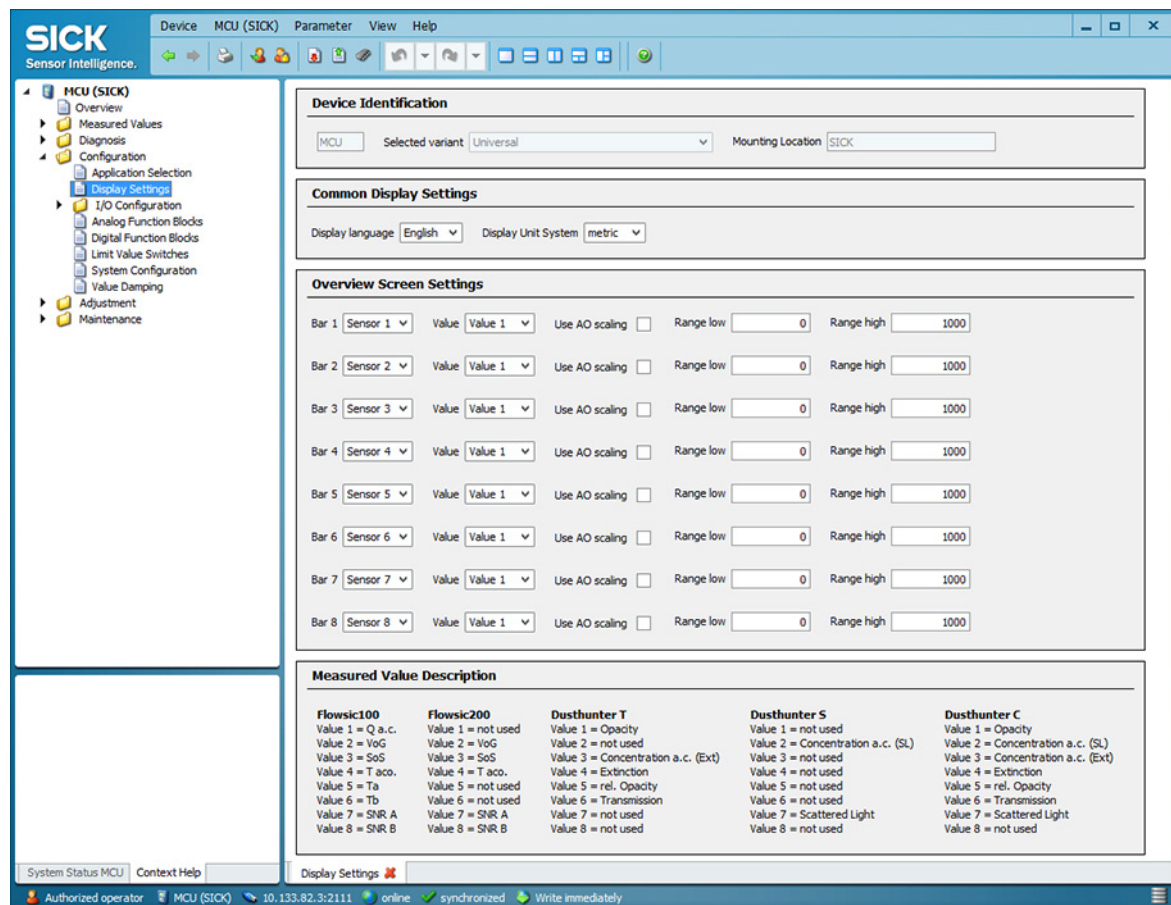 SICK
Sensor Intelligence.
Device MCU (SICK) Parameter View Help
MCU (SICK)
Overview
Measured Values
Diagnosis
Configuration
Application Selection
Display Settings
I/O Configuration
Analog Function Blocks
Digital Function Blocks
Limit Value Switches
System Configuration
Value Damping
Adjustment
Maintenance
System Status MCU Context Help
Device Identification
MCU Selected variant Universal Mounting Location SICK
Common Display Settings
Display language English Display Unit System metric
Overview Screen Settings
Bar 1 Sensor 1 Value Value 1 Use AO scaling Range low 0 Range high 1000
Bar 2 Sensor 2 Value Value 1 Use AO scaling Range low 0 Range high 1000
Bar 3 Sensor 3 Value Value 1 Use AO scaling Range low 0 Range high 1000
Bar 4 Sensor 4 Value Value 1 Use AO scaling Range low 0 Range high 1000
Bar 5 Sensor 5 Value Value 1 Use AO scaling Range low 0 Range high 1000
Bar 6 Sensor 6 Value Value 1 Use AO scaling Range low 0 Range high 1000
Bar 7 Sensor 7 Value Value 1 Use AO scaling Range low 0 Range high 1000
Bar 8 Sensor 8 Value Value 1 Use AO scaling Range low 0 Range high 1000
Measured Value Description
Flowsic100
Value 1 = Q a.c.
Value 2 = VoG
Value 3 = SoS
Value 4 = T aco.
Value 5 = Ta
Value 6 = Tb
Value 7 = SNR A
Value 8 = SNR B
Flowsic200
Value 1 = not used
Value 2 = VoG
Value 3 = SoS
Value 4 = T aco.
Value 5 = not used
Value 6 = not used
Value 7 = SNR A
Value 8 = SNR B
Dusthunter T
Value 1 = Opacity
Value 2 = not used
Value 3 = Concentration a.c. (Ext)
Value 4 = Extinction
Value 5 = rel. Opacity
Value 6 = Transmission
Value 7 = not used
Value 8 = not used
Dusthunter S
Value 1 = not used
Value 2 = Concentration a.c. (SL)
Value 3 = not used
Value 4 = not used
Value 5 = not used
Value 6 = not used
Value 7 = Scattered Light
Value 8 = not used
Dusthunter C
Value 1 = Opacity
Value 2 = Concentration a.c. (SL)
Value 3 = Concentration a.c. (Ext)
Value 4 = Extinction
Value 5 = rel. Opacity
Value 6 = Transmission
Value 7 = Scattered Light
Value 8 = not used
Display Settings
Authorized operator MCU (SICK) 10.133.82.3:2111 online synchronized Write immediately